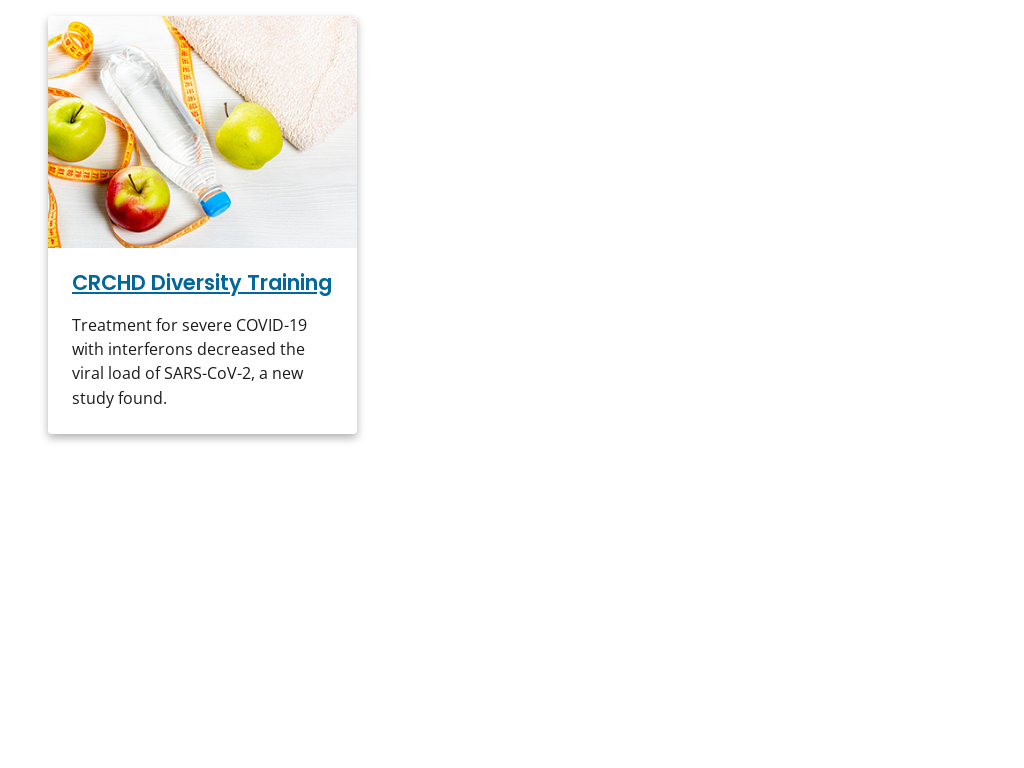 CRCHD Diversity Training
Treatment for severe COVID-19
with interferons decreased the
viral load of SARS-CoV-2, a new
study found.